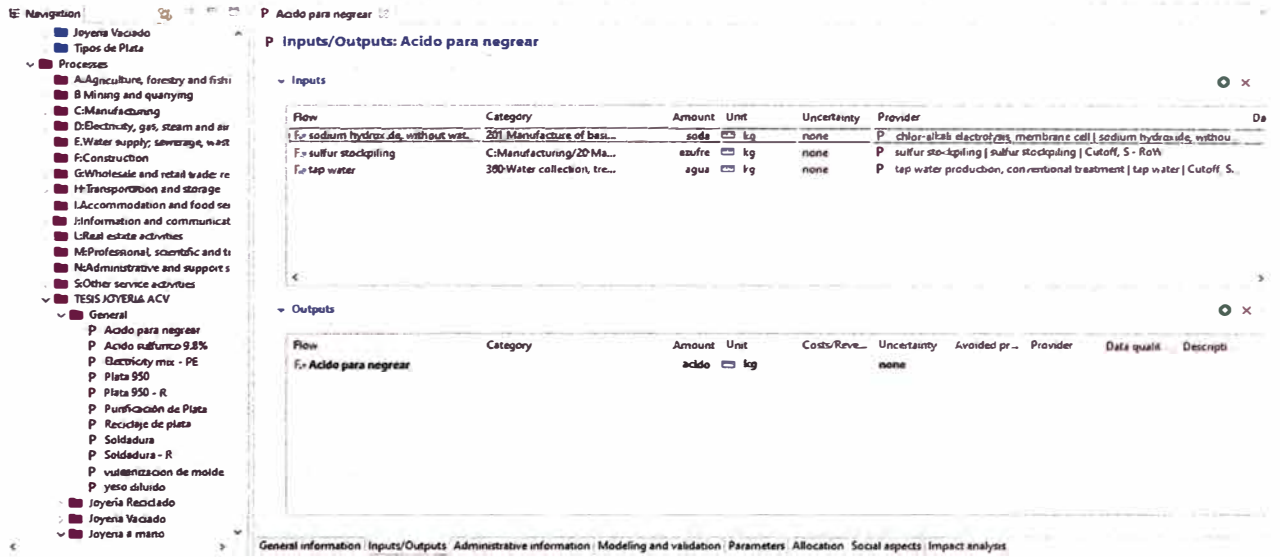 Navigation
Joyería Vaciado
Tipos de Plata
Processes
A:Agriculture, forestry and fishi
B Mining and quarrying
C:Manufacturing
D:Electricity, gas, steam and air
E:Water supply; sewerage, wast
F:Construction
G:Wholesale and retail trade; re
H:Transportation and storage
I:Accommodation and food ser
J:Information and communicat
L:Real estate activities
M:Professional, scientific and te
N:Administrative and support s
S:Other service activities
TESIS JOYERIA ACV
General
P Acido para negrear
P Acido sulfurico 9.8%
P Electricity mix - PE
P Plata 950
P Plata 950 - R
P Purificación de Plata
P Reciclaje de plata
P Soldadura
P Soldadura - R
P vulcanizacion de molde
P yeso diluido
Joyería Reciclado
Joyeria Vaciado
Joyeria a mano
P Acido para negrear
P Inputs/Outputs: Acido para negrear
Inputs
Flow Category Amount Unit Uncertainty Provider Da
sodium hydroxide, without wat... 201 Manufacture of basi... soda kg none P chlor-alkali electrolysis, membrane cell | sodium hydroxide, withou
sulfur stockpiling C:Manufacturing/20 Ma... azufre kg none P sulfur stockpiling | sulfur stockpiling | Cutoff, S - RoW
tap water 360:Water collection, tre... agua kg none P tap water production, conventional treatment | tap water | Cutoff, S.
Outputs
Flow Category Amount Unit Costs/Reve... Uncertainty Avoided pr... Provider Data qualit Descripti
Acido para negrear acido kg none
General information Inputs/Outputs Administrative information Modeling and validation Parameters Allocation Social aspects Impact analysis